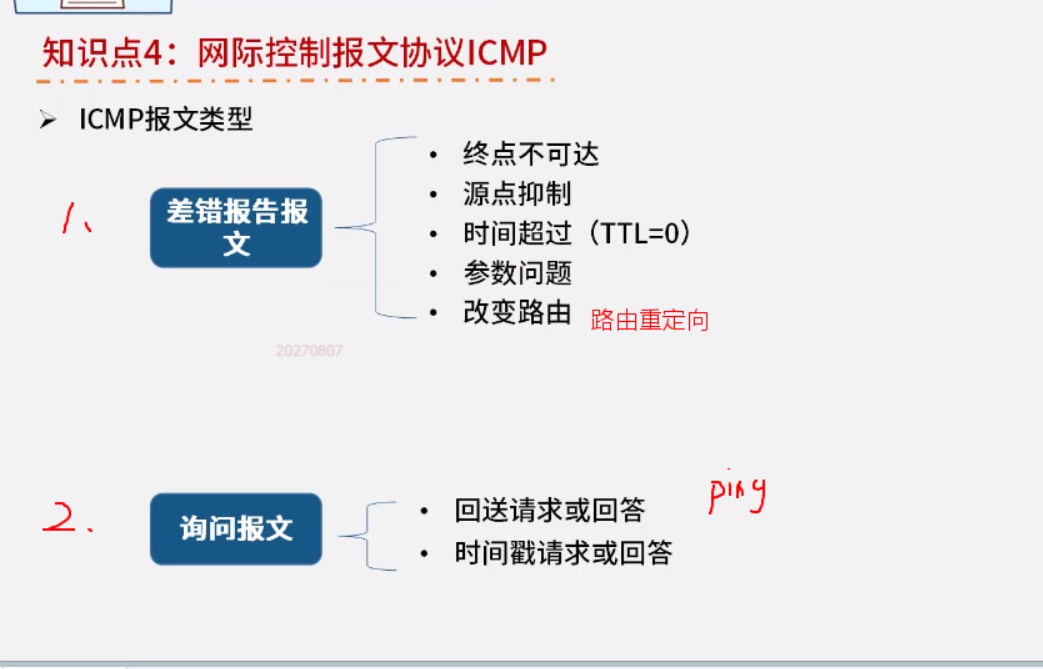 知识点4：网际控制报文协议ICMP
➢ ICMP报文类型
1、
差错报告报
文
• 终点不可达
• 源点抑制
• 时间超过（TTL=0）
• 参数问题
• 改变路由 路由重定向
20270807
2.
询问报文
• 回送请求或回答 ping
• 时间戳请求或回答